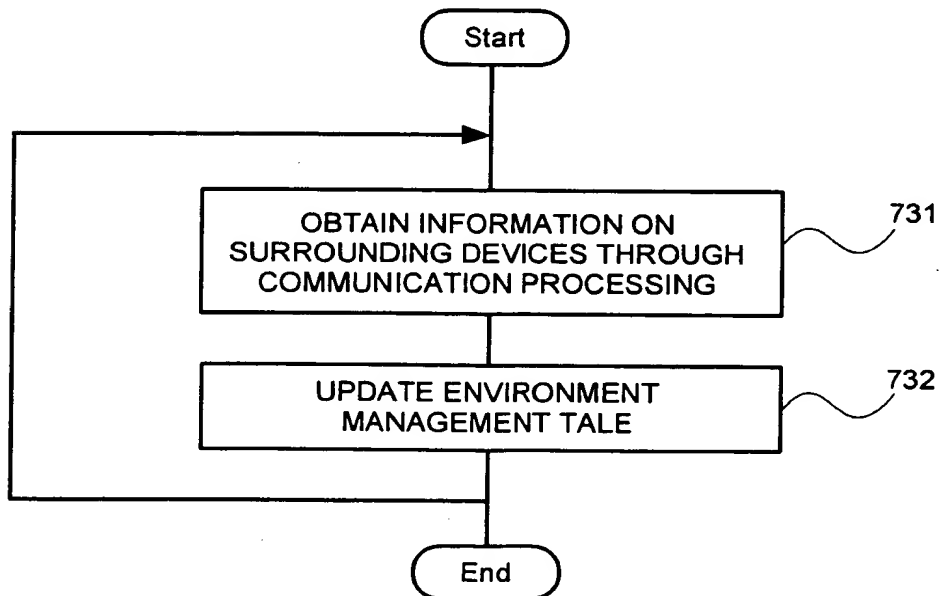 Start
OBTAIN INFORMATION ON
SURROUNDING DEVICES THROUGH
COMMUNICATION PROCESSING
731
UPDATE ENVIRONMENT
MANAGEMENT TALE
732
End